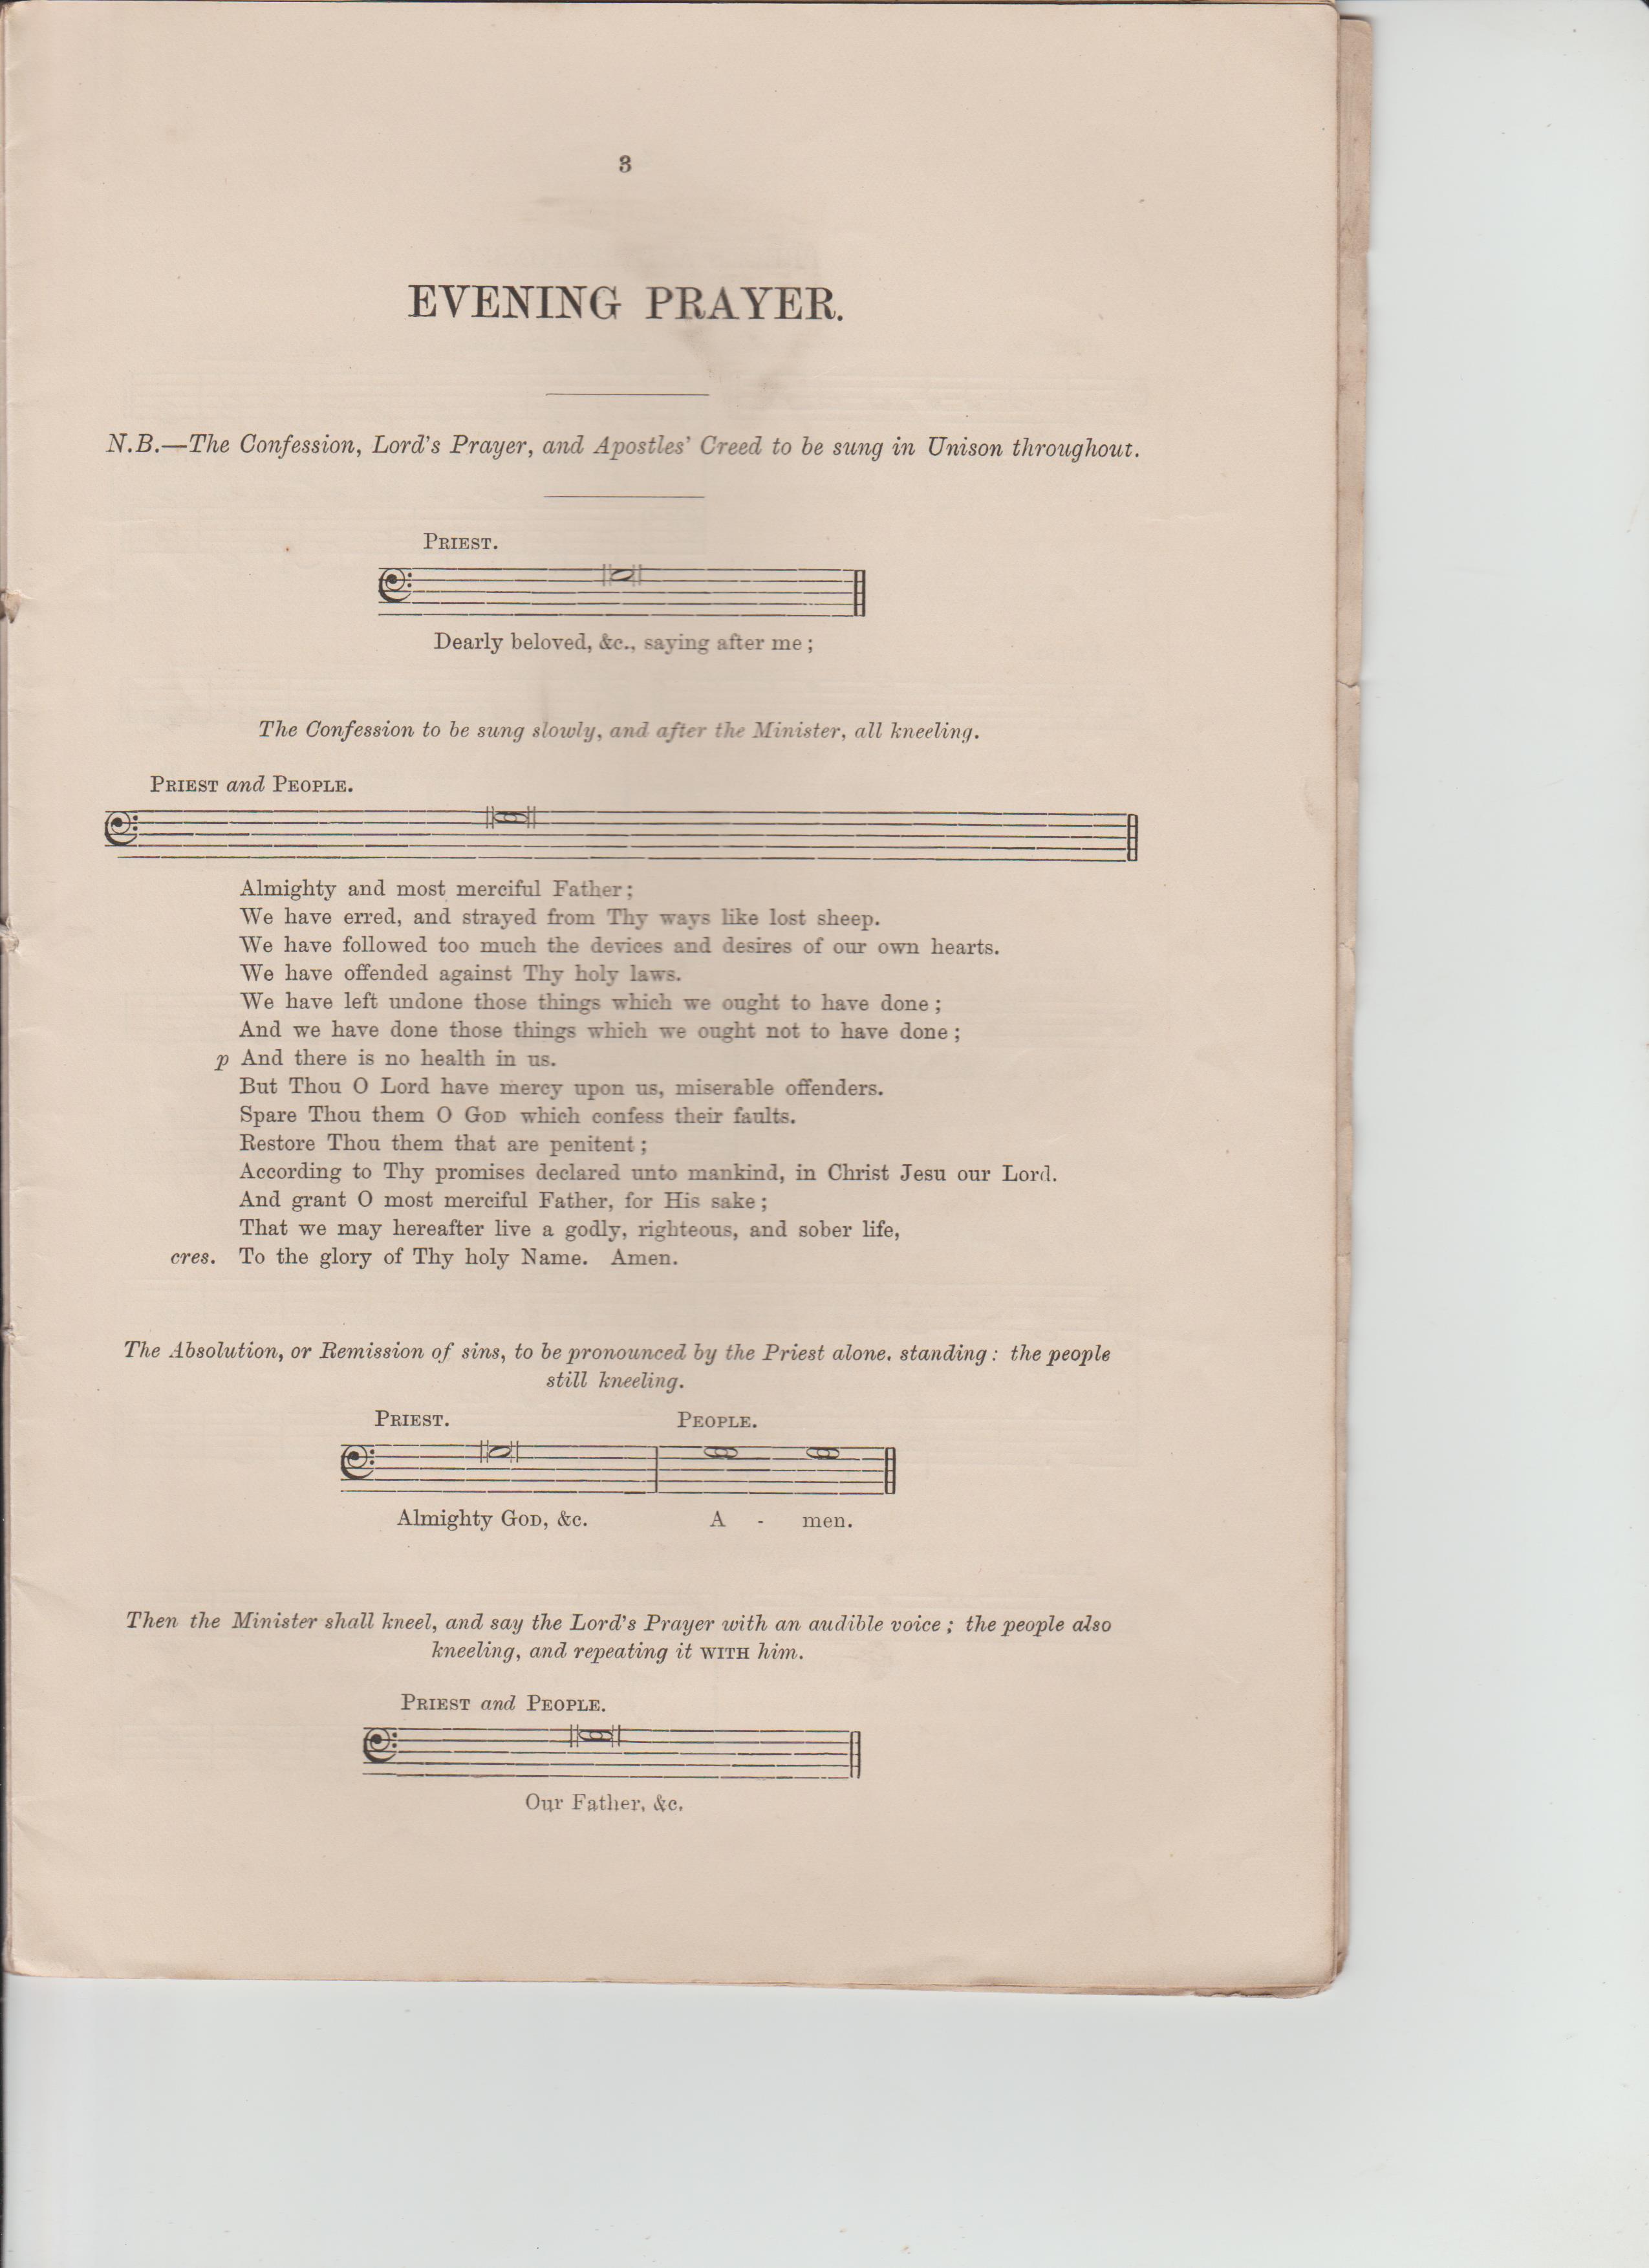 3
EVENING PRAYER.
N.B.—The Confession, Lord's Prayer, and Apostles' Creed to be sung in Unison throughout.
PRIEST.
Dearly beloved, &c., saying after me ;
The Confession to be sung slowly, and after the Minister, all kneeling.
PRIEST and PEOPLE.
Almighty and most merciful Father ;
We have erred, and strayed from Thy ways like lost sheep.
We have followed too much the devices and desires of our own hearts.
We have offended against Thy holy laws.
We have left undone those things which we ought to have done ;
And we have done those things which we ought not to have done ;
p And there is no health in us.
But Thou O Lord have mercy upon us, miserable offenders.
Spare Thou them O GOD which confess their faults.
Restore Thou them that are penitent ;
According to Thy promises declared unto mankind, in Christ Jesu our Lord.
And grant O most merciful Father, for His sake ;
That we may hereafter live a godly, righteous, and sober life,
cres. To the glory of Thy holy Name. Amen.
The Absolution, or Remission of sins, to be pronounced by the Priest alone. standing : the people
still kneeling.
PRIEST. PEOPLE.
Almighty GOD, &c. A - men.
Then the Minister shall kneel, and say the Lord's Prayer with an audible voice ; the people also
kneeling, and repeating it WITH him.
PRIEST and PEOPLE.
Our Father, &c.